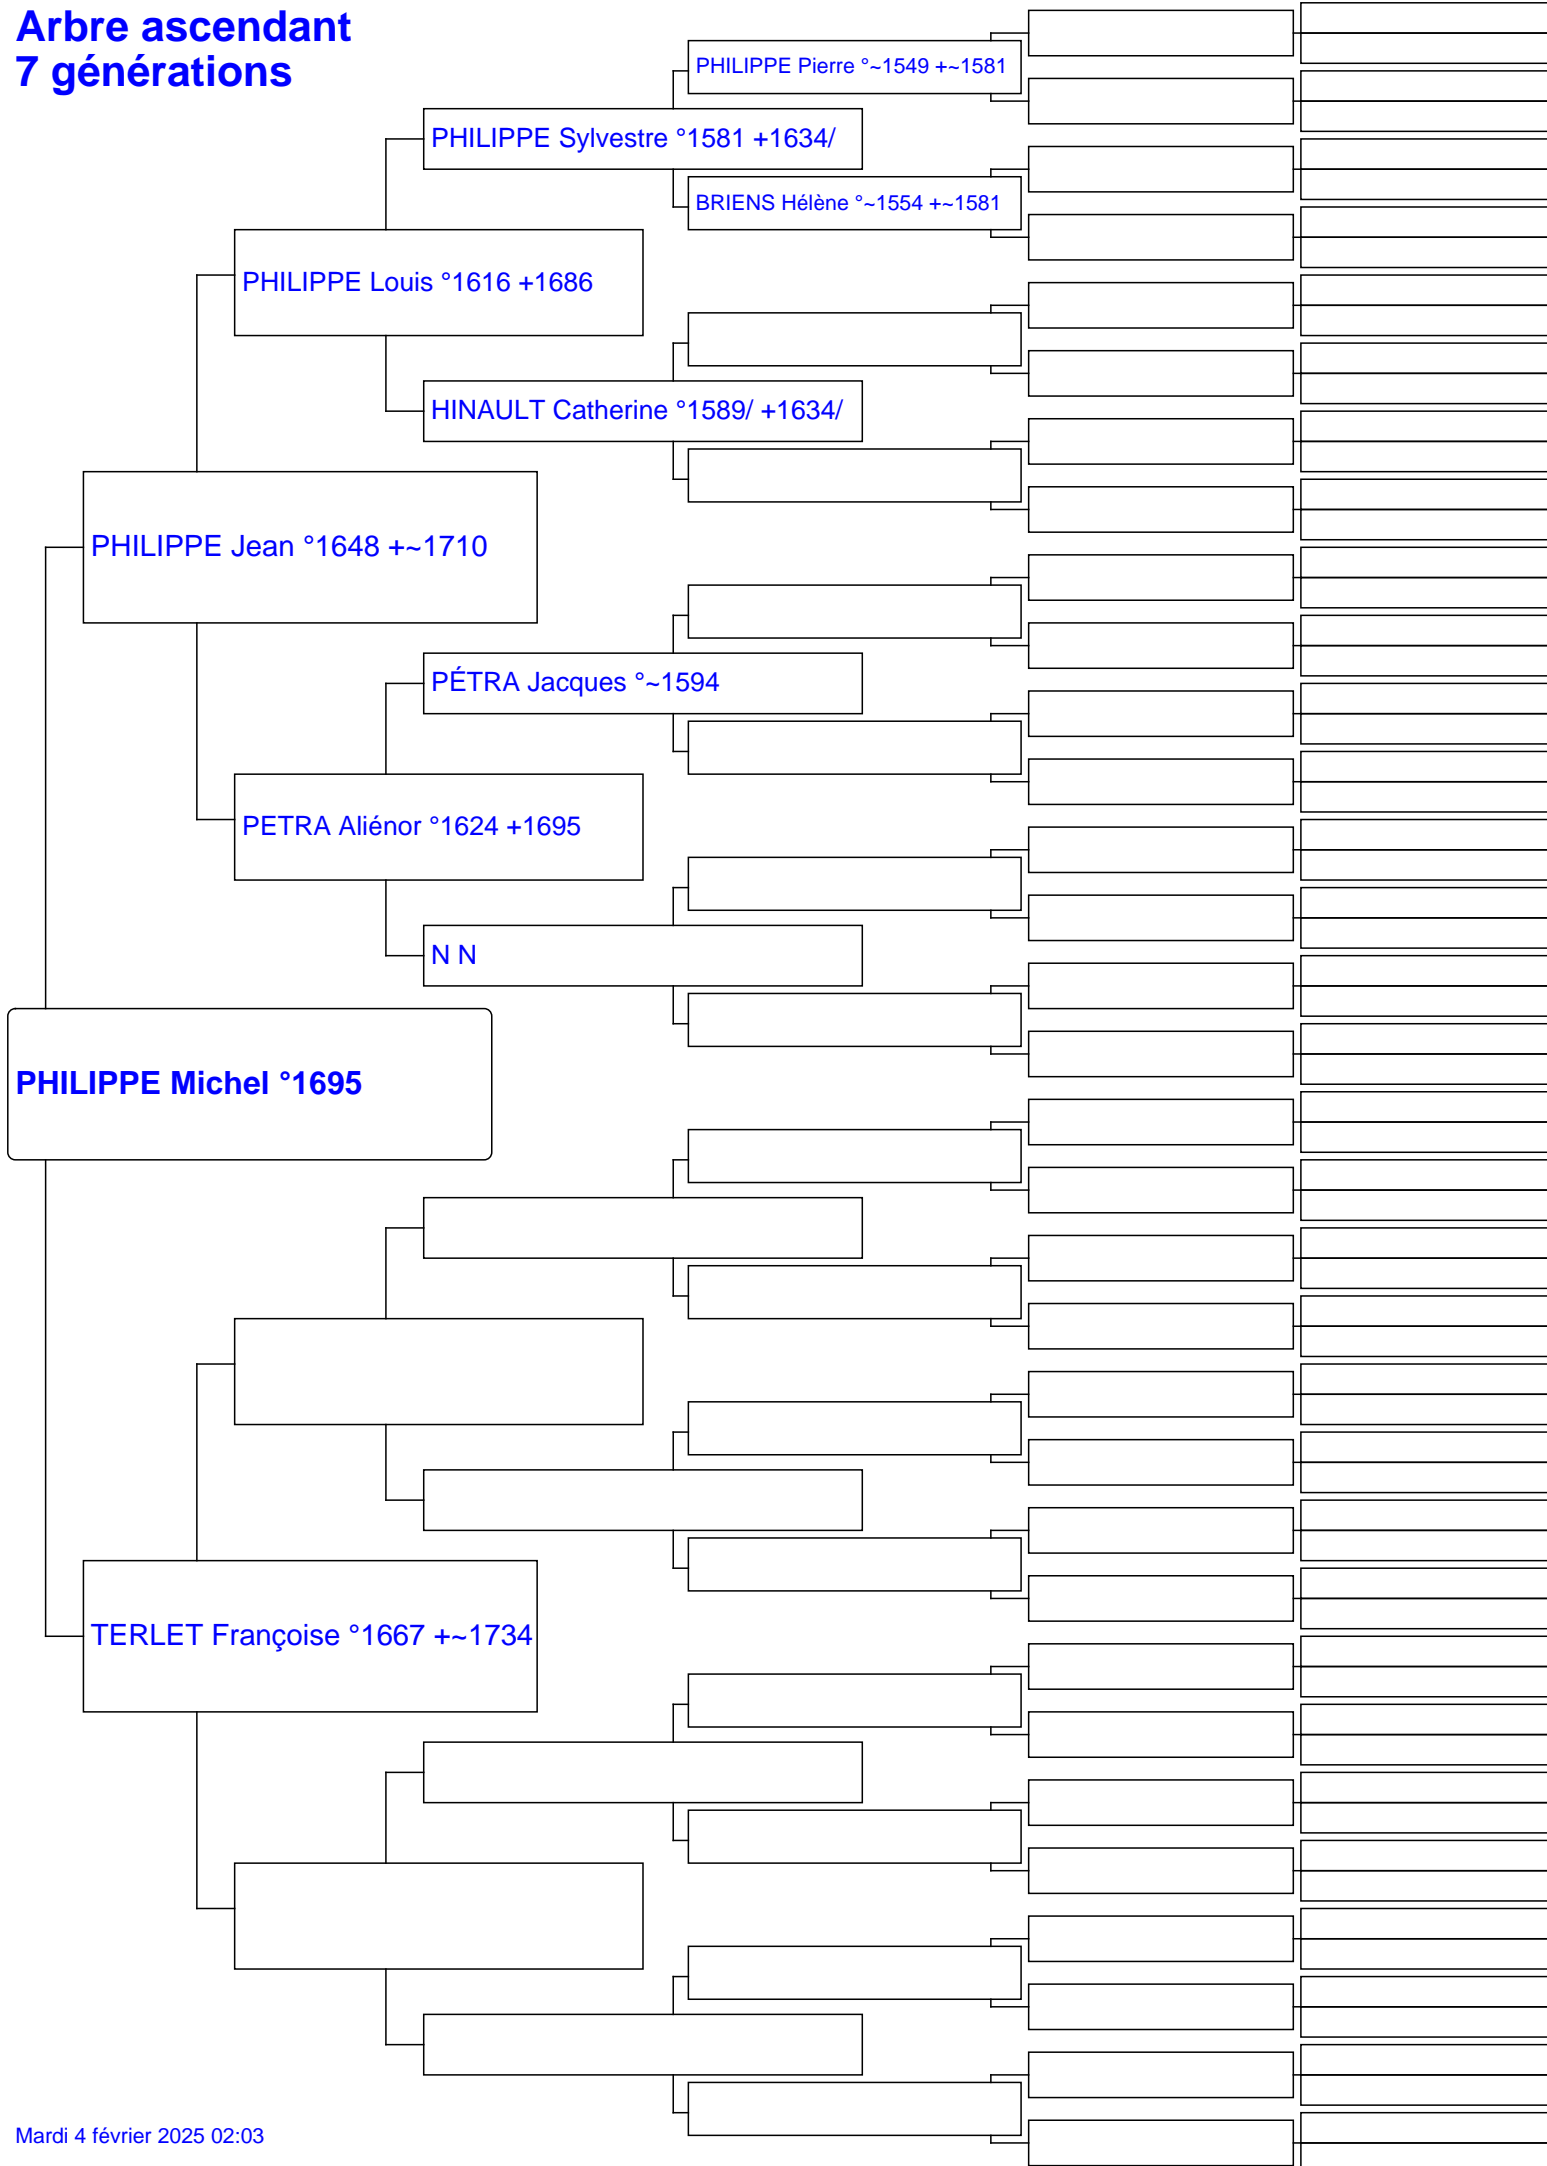 Arbre ascendant
7 générations
PHILIPPE Pierre °~1549 +~1581
PHILIPPE Sylvestre °1581 +1634/
BRIENS Hélène °~1554 +~1581
PHILIPPE Louis °1616 +1686
HINAULT Catherine °1589/ +1634/
PHILIPPE Jean °1648 +~1710
PÉTRA Jacques °~1594
PETRA Aliénor °1624 +1695
N N
PHILIPPE Michel °1695
TERLET Françoise °1667 +~1734
Mardi 4 février 2025 02:03